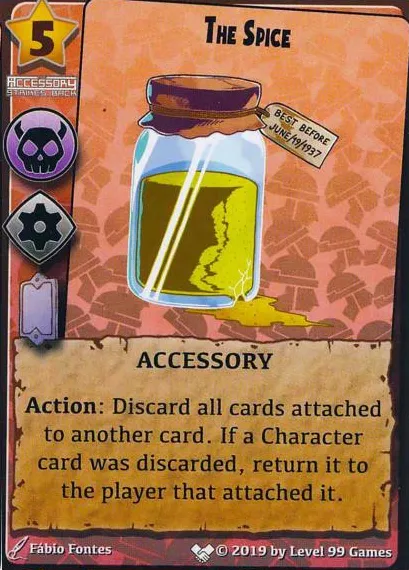 5
THE SPICE
ACCESSORY
STRIKES BACK
BEST BEFORE
JUNE/19/1937
ACCESSORY
Action: Discard all cards attached
to another card. If a Character
card was discarded, return it to
the player that attached it.
Fábio Fontes
© 2019 by Level 99 Games